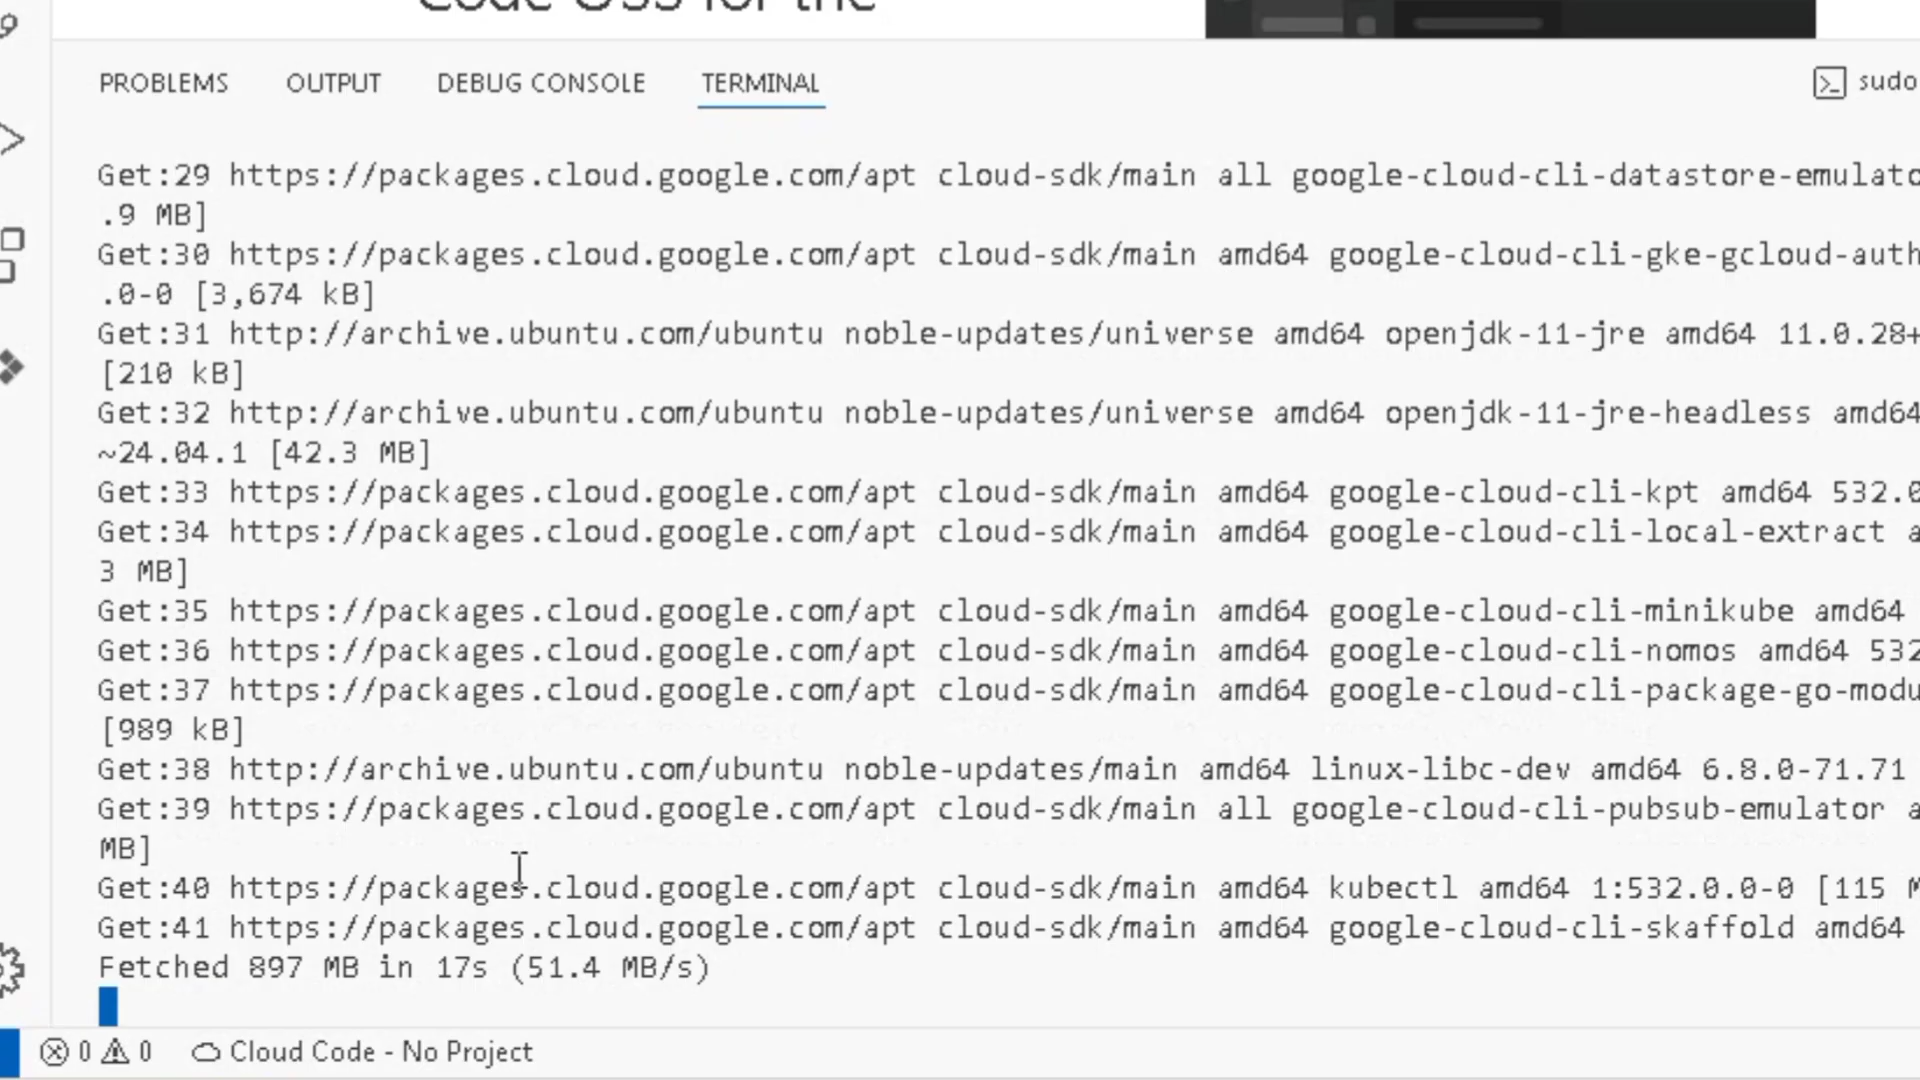 Code OSS for the
PROBLEMS OUTPUT DEBUG CONSOLE TERMINAL sudo
Get:29 https://packages.cloud.google.com/apt cloud-sdk/main all google-cloud-cli-datastore-emulato
.9 MB]
Get:30 https://packages.cloud.google.com/apt cloud-sdk/main amd64 google-cloud-cli-gke-gcloud-auth
.0-0 [3,674 kB]
Get:31 http://archive.ubuntu.com/ubuntu noble-updates/universe amd64 openjdk-11-jre amd64 11.0.28+
[210 kB]
Get:32 http://archive.ubuntu.com/ubuntu noble-updates/universe amd64 openjdk-11-jre-headless amd64
~24.04.1 [42.3 MB]
Get:33 https://packages.cloud.google.com/apt cloud-sdk/main amd64 google-cloud-cli-kpt amd64 532.0
Get:34 https://packages.cloud.google.com/apt cloud-sdk/main amd64 google-cloud-cli-local-extract a
3 MB]
Get:35 https://packages.cloud.google.com/apt cloud-sdk/main amd64 google-cloud-cli-minikube amd64
Get:36 https://packages.cloud.google.com/apt cloud-sdk/main amd64 google-cloud-cli-nomos amd64 532
Get:37 https://packages.cloud.google.com/apt cloud-sdk/main amd64 google-cloud-cli-package-go-modu
[989 kB]
Get:38 http://archive.ubuntu.com/ubuntu noble-updates/main amd64 linux-libc-dev amd64 6.8.0-71.71
Get:39 https://packages.cloud.google.com/apt cloud-sdk/main all google-cloud-cli-pubsub-emulator a
MB]
Get:40 https://packages.cloud.google.com/apt cloud-sdk/main amd64 kubectl amd64 1:532.0.0-0 [115 M
Get:41 https://packages.cloud.google.com/apt cloud-sdk/main amd64 google-cloud-cli-skaffold amd64
Fetched 897 MB in 17s (51.4 MB/s)
0 0 Cloud Code - No Project